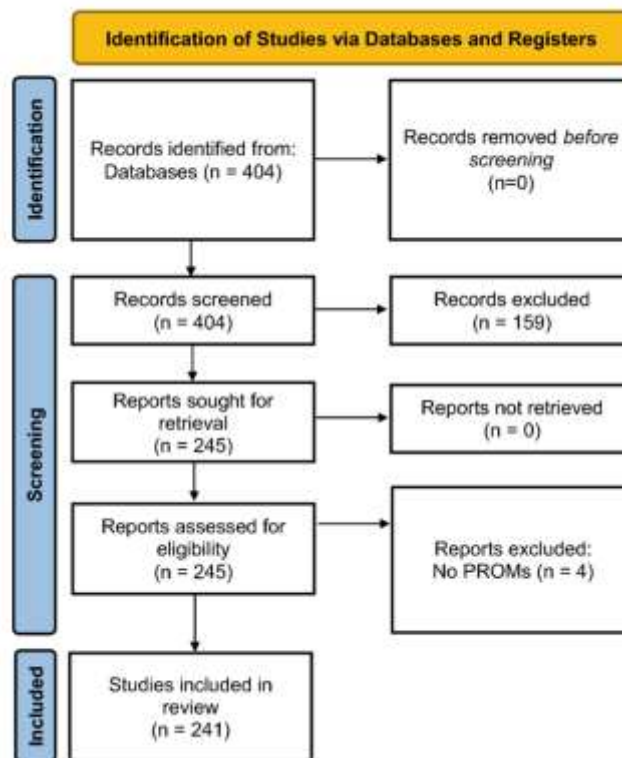 Identification of Studies via Databases and Registers
Identification
Records identified from:
Databases (n = 404)
Records removed before
screening
(n=0)
Screening
Records screened
(n = 404)
Records excluded
(n = 159)
Reports sought for
retrieval
(n = 245)
Reports not retrieved
(n = 0)
Reports assessed for
eligibility
(n = 245)
Reports excluded:
No PROMs (n = 4)
Included
Studies included in
review
(n = 241)